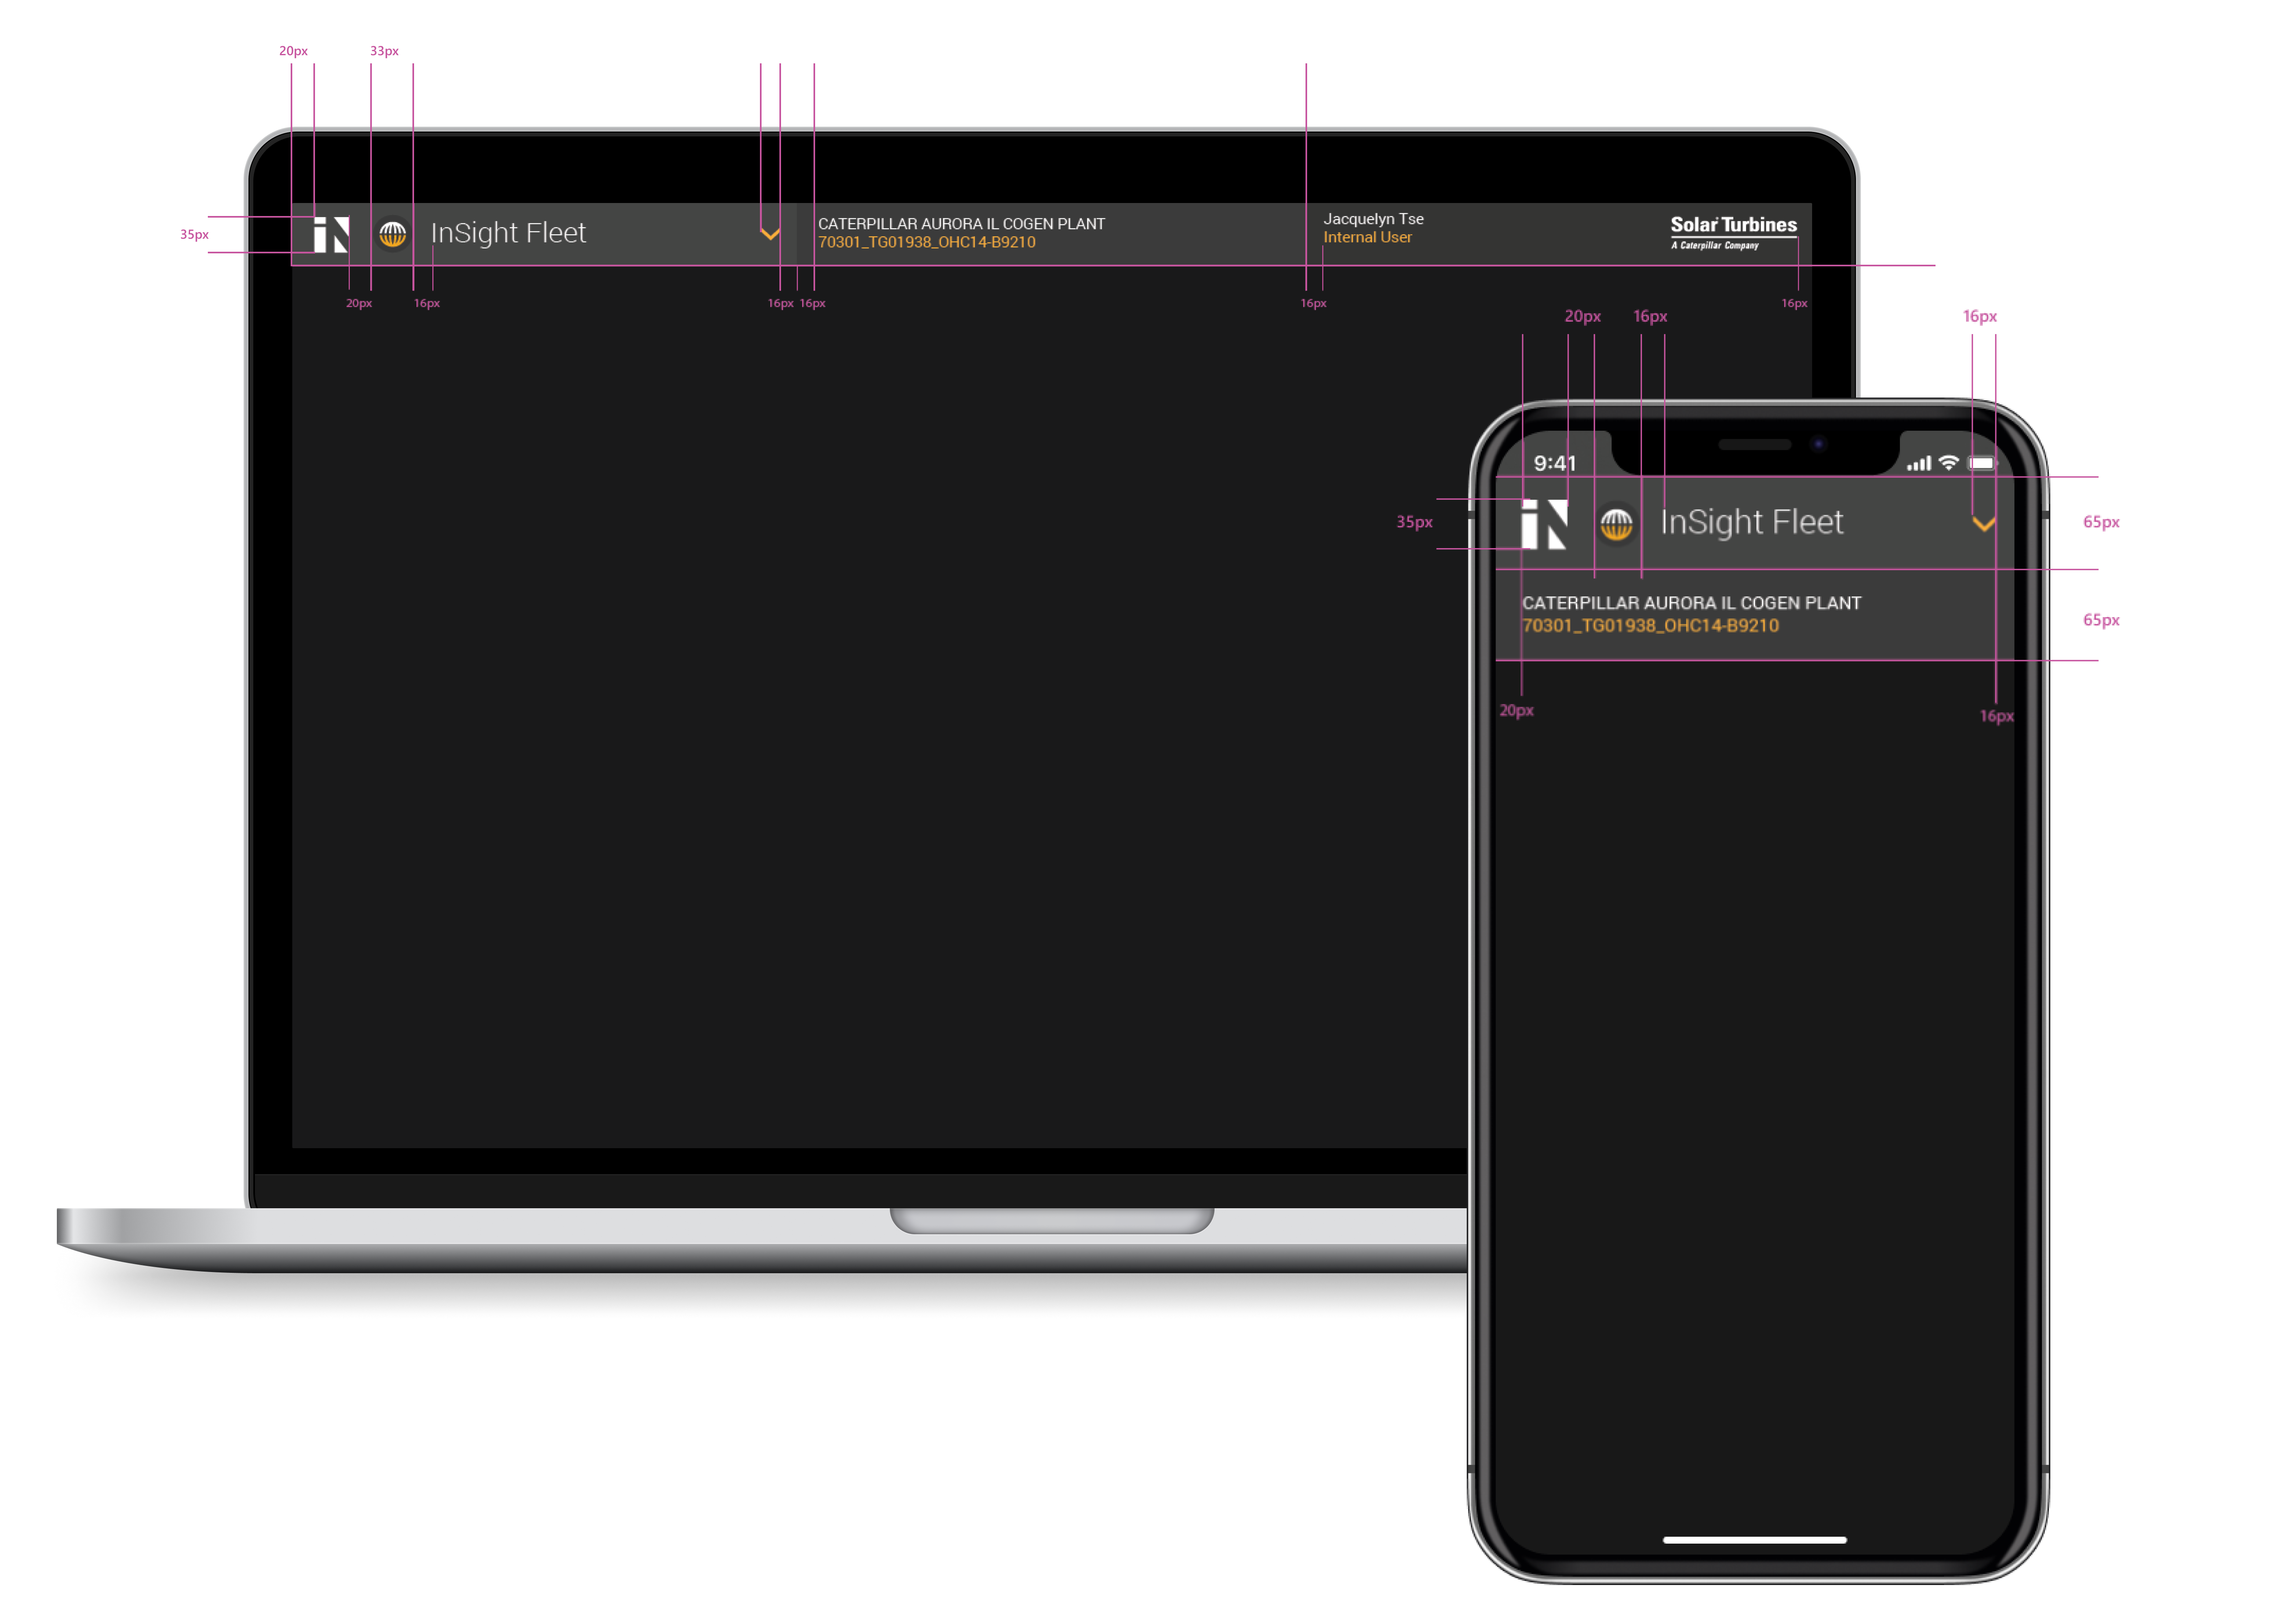 20px 33px
35px
iN InSight Fleet
CATERPILLAR AURORA IL COGEN PLANT
70301_TG01938_OHC14-B9210
Jacquelyn Tse
Internal User
Solar Turbines
A Caterpillar Company
20px 16px 16px 16px 16px 16px
20px 16px 16px
9:41
35px
iN InSight Fleet
65px
CATERPILLAR AURORA IL COGEN PLANT
70301_TG01938_OHC14-B9210
65px
20px 16px